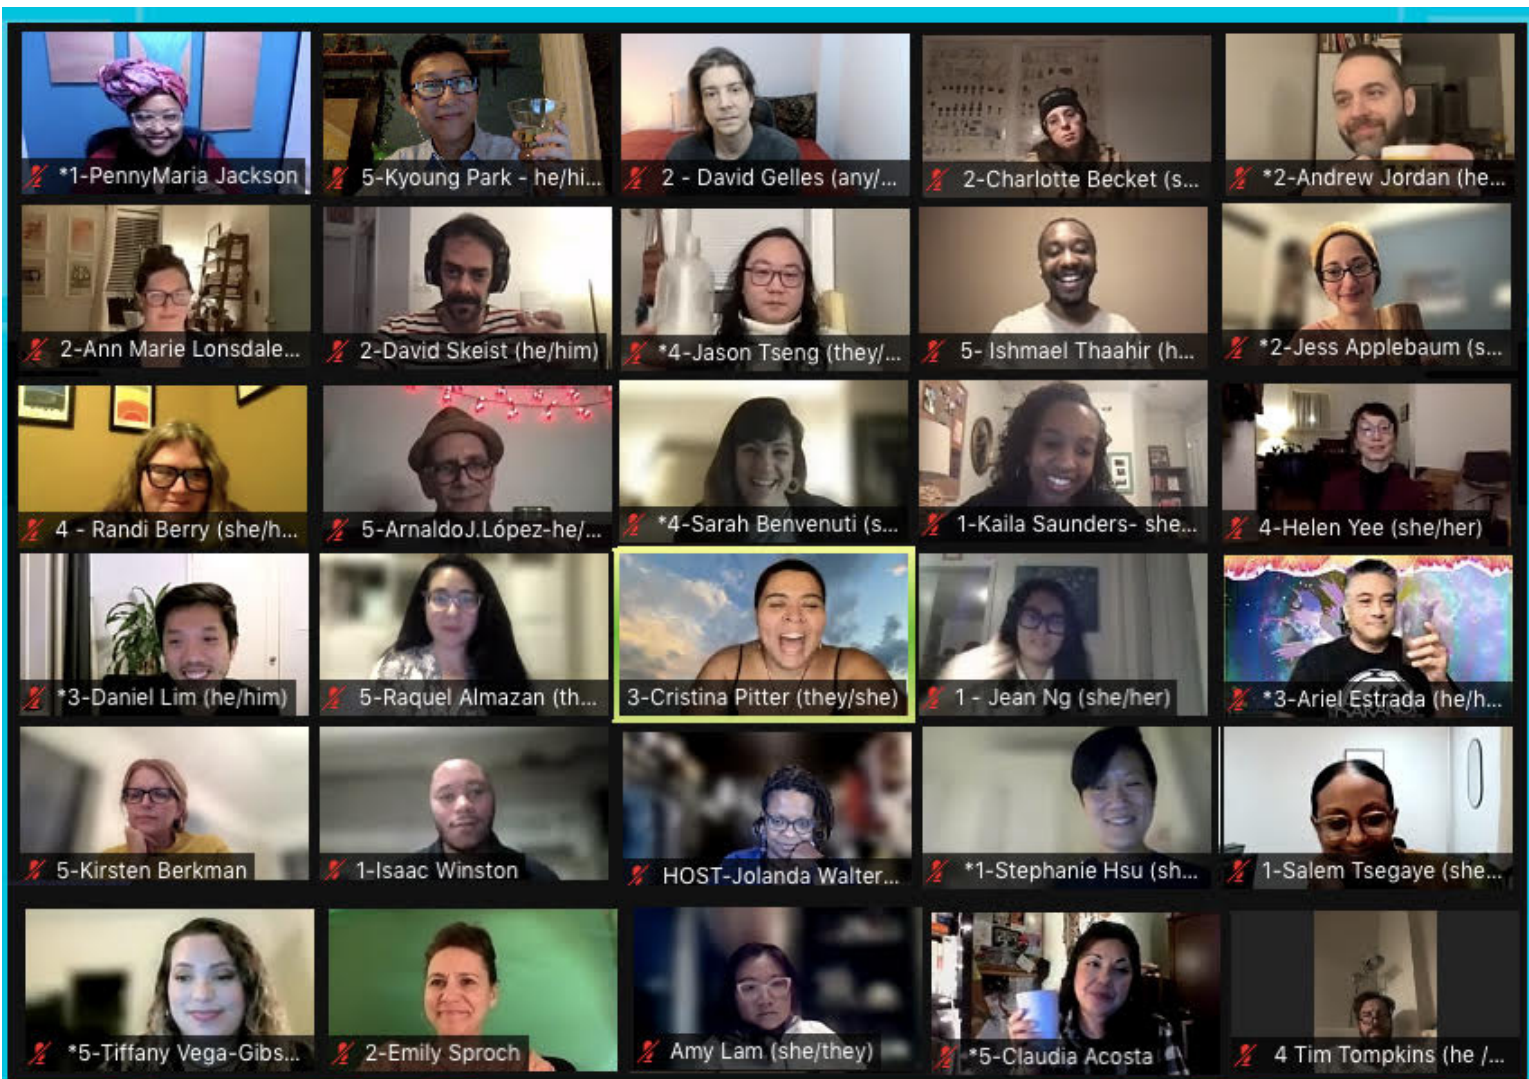 *1-PennyMaria Jackson
5-Kyoung Park - he/hi...
2 - David Gelles (any/...
2-Charlotte Becket (s...
*2-Andrew Jordan (he...
2-Ann Marie Lonsdale...
2-David Skeist (he/him)
*4-Jason Tseng (they/...
5- Ishmael Thaahir (h...
*2-Jess Applebaum (s...
4 - Randi Berry (she/h...
5-ArnaldoJ.López-he/...
*4-Sarah Benvenuti (s...
1-Kaila Saunders- she...
4-Helen Yee (she/her)
*3-Daniel Lim (he/him)
5-Raquel Almazan (th...
3-Cristina Pitter (they/she)
1 - Jean Ng (she/her)
*3-Ariel Estrada (he/h...
5-Kirsten Berkman
1-Isaac Winston
HOST-Jolanda Walter...
*1-Stephanie Hsu (sh...
1-Salem Tsegaye (she...
*5-Tiffany Vega-Gibs...
2-Emily Sproch
Amy Lam (she/they)
*5-Claudia Acosta
4 Tim Tompkins (he /...